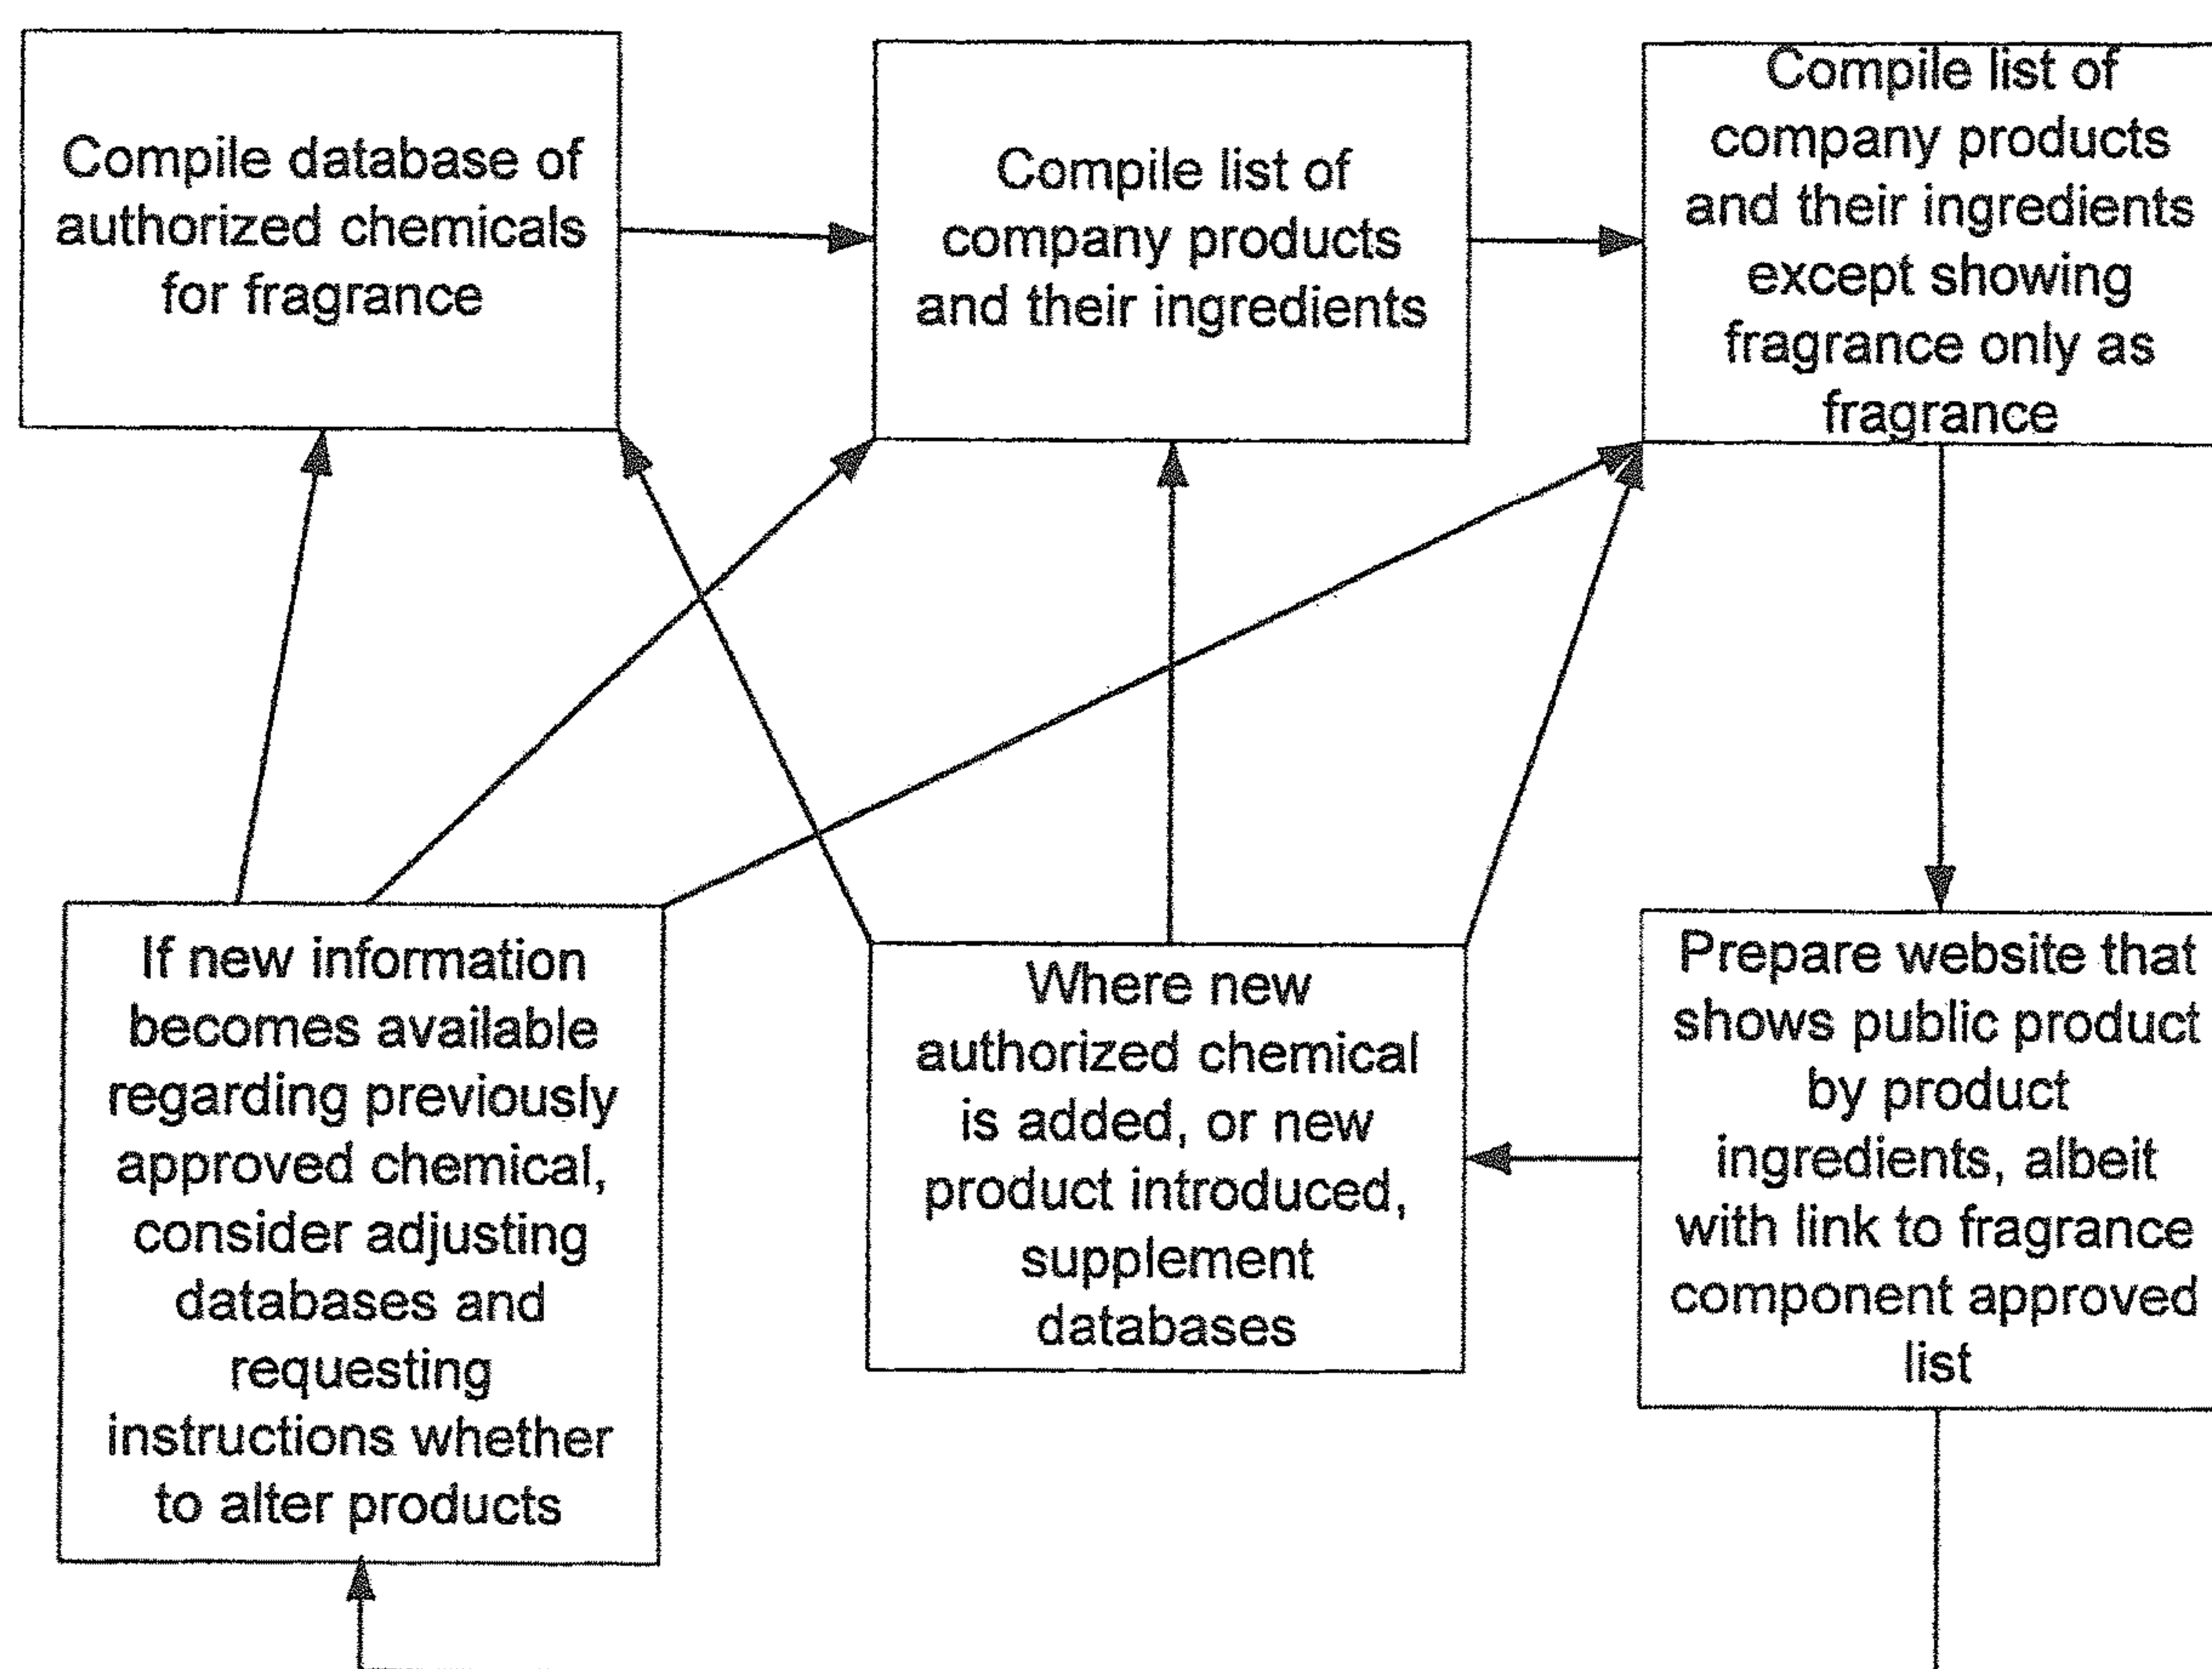 Compile database of
authorized chemicals
for fragrance
Compile list of
company products
and their ingredients
Compile list of
company products
and their ingredients
except showing
fragrance only as
fragrance
If new information
becomes available
regarding previously
approved chemical,
consider adjusting
databases and
requesting
instructions whether
to alter products
Where new
authorized chemical
is added, or new
product introduced,
supplement
databases
Prepare website that
shows public product
by product
ingredients, albeit
with link to fragrance
component approved
list